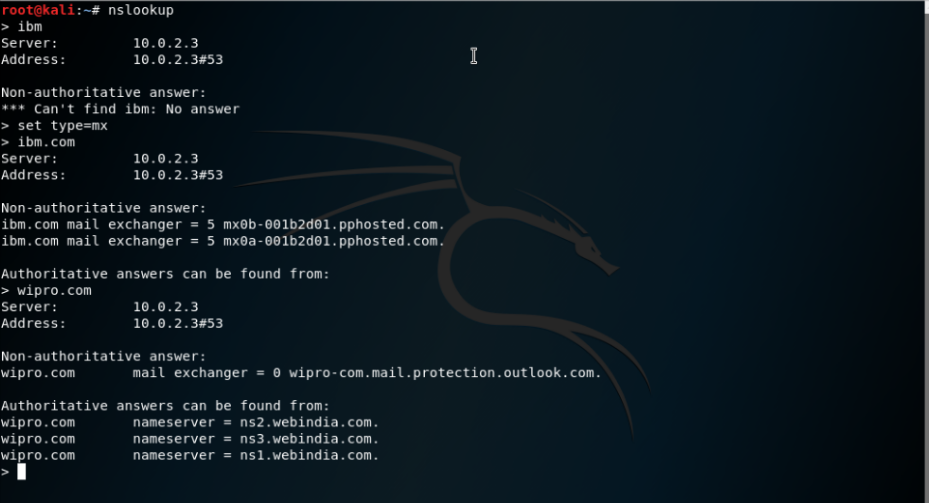 root@kali:~# nslookup
> ibm
Server:         10.0.2.3
Address:        10.0.2.3#53
Non-authoritative answer:
*** Can't find ibm: No answer
> set type=mx
> ibm.com
Server:         10.0.2.3
Address:        10.0.2.3#53
Non-authoritative answer:
ibm.com mail exchanger = 5 mx0b-001b2d01.pphosted.com.
ibm.com mail exchanger = 5 mx0a-001b2d01.pphosted.com.
Authoritative answers can be found from:
> wipro.com
Server:         10.0.2.3
Address:        10.0.2.3#53
Non-authoritative answer:
wipro.com       mail exchanger = 0 wipro-com.mail.protection.outlook.com.
Authoritative answers can be found from:
wipro.com       nameserver = ns2.webindia.com.
wipro.com       nameserver = ns3.webindia.com.
wipro.com       nameserver = ns1.webindia.com.
>